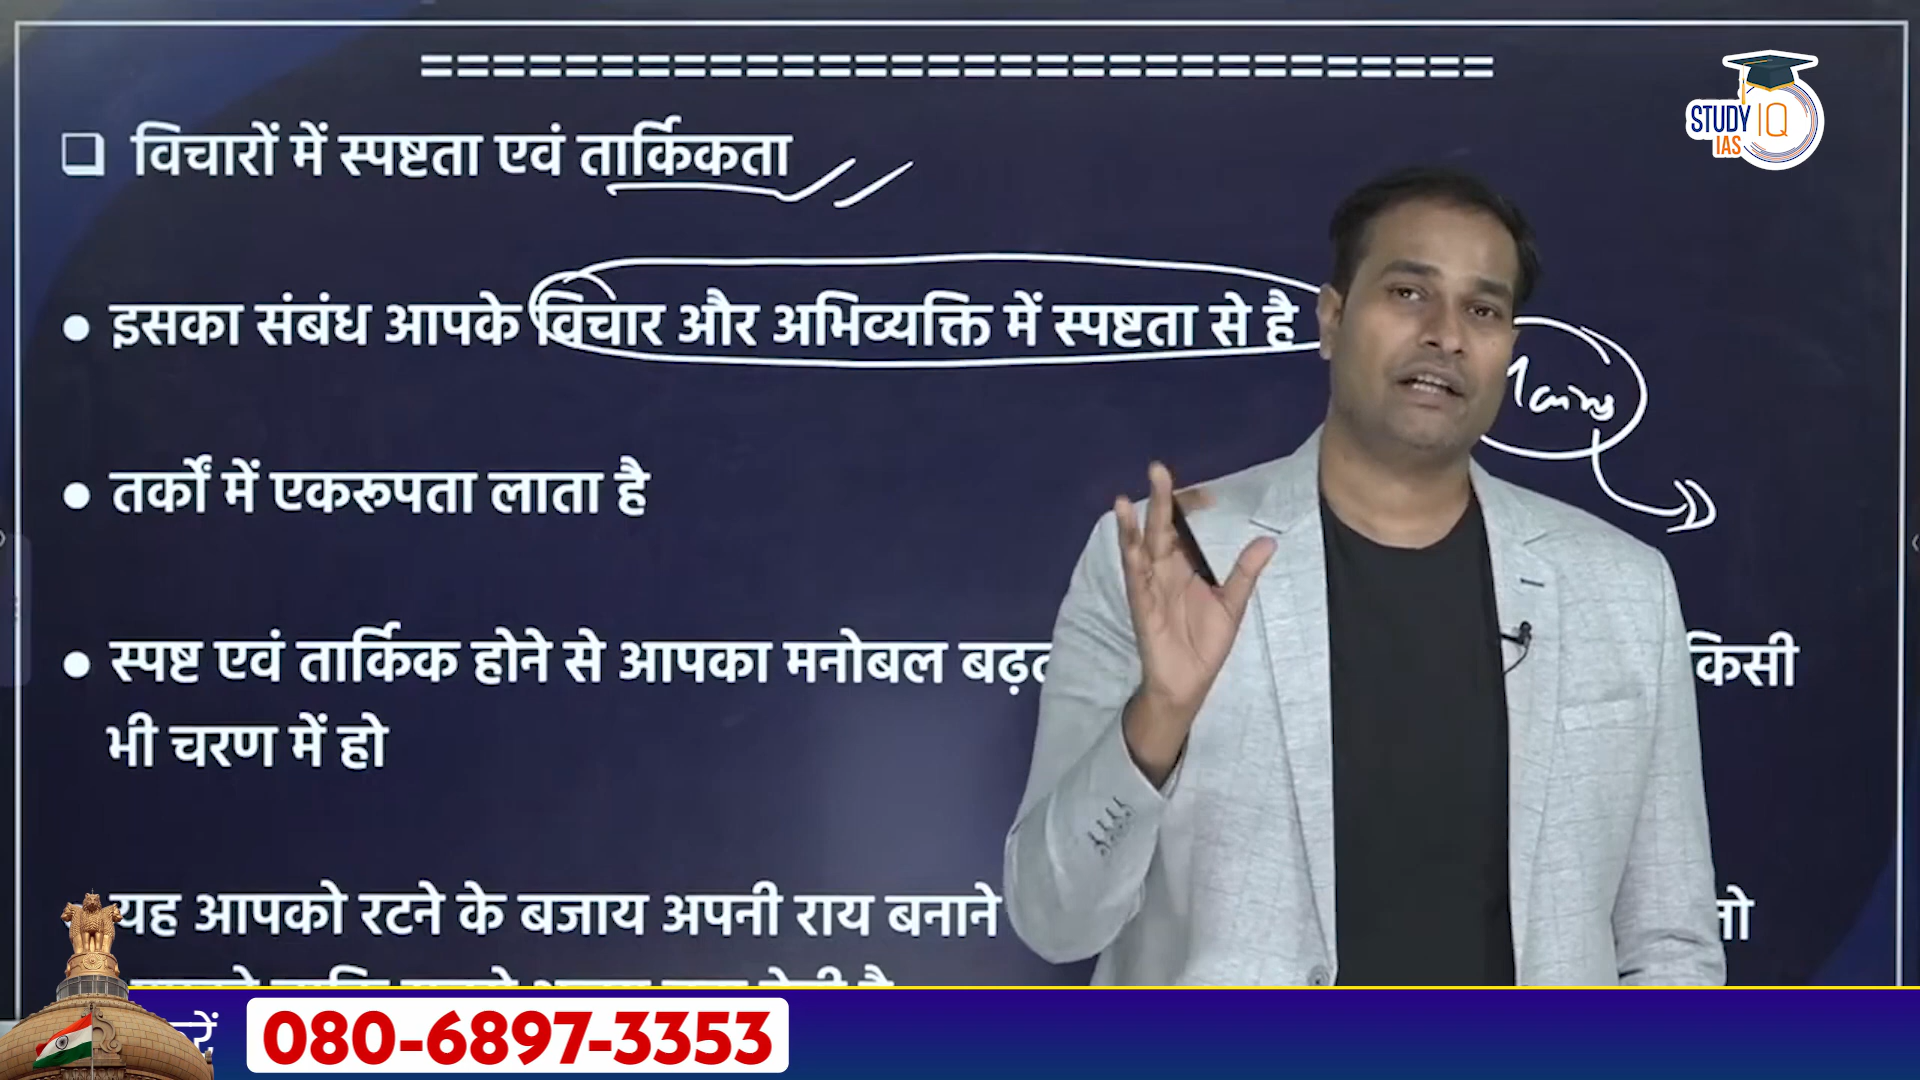 ==============================
STUDY IQ
IAS
❑ विचारों में स्पष्टता एवं तार्किकता
• इसका संबंध आपके विचार और अभिव्यक्ति में स्पष्टता से है
Mains
• तर्कों में एकरूपता लाता है
• स्पष्ट एवं तार्किक होने से आपका मनोबल किसी
भी चरण में हो
यह आपको रटने के बजाय अपनी राय बनाने
080-6897-3353